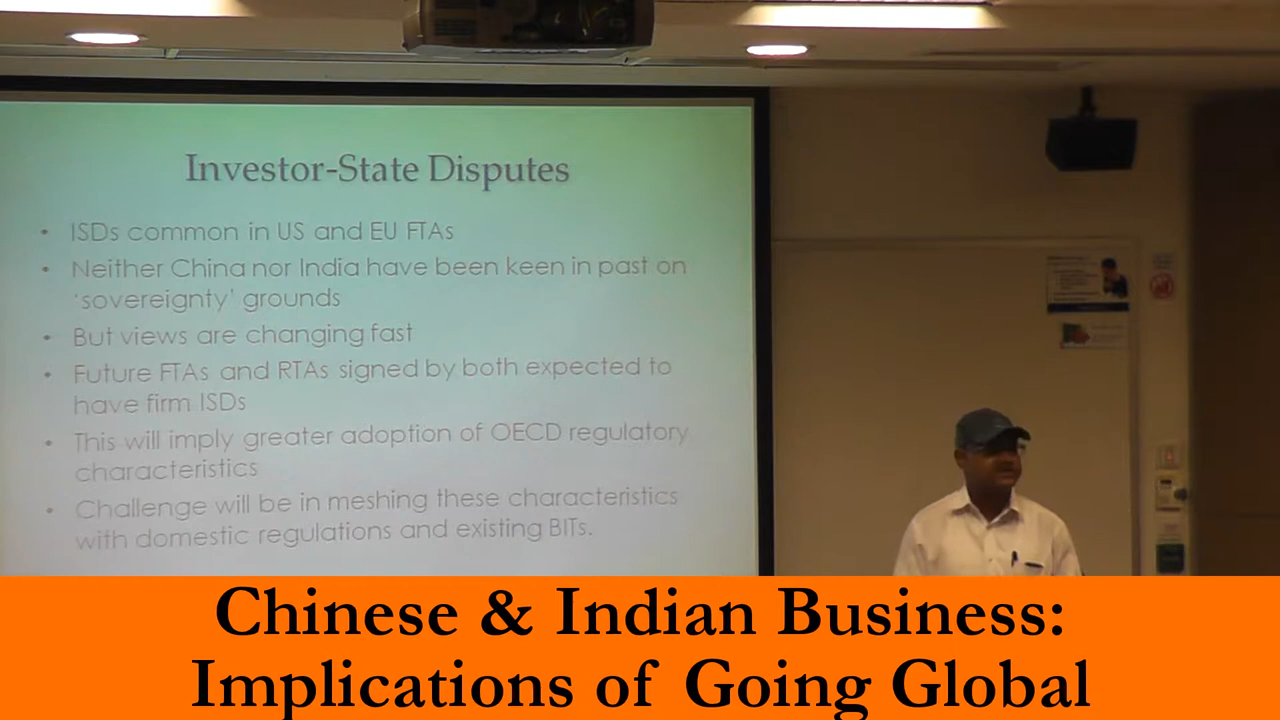 Investor-State Disputes
• ISDs common in US and EU FTAs
• Neither China nor India have been keen in past on
'sovereignty' grounds
• But views are changing fast
• Future FTAs and RTAs signed by both expected to
have firm ISDs
• This will imply greater adoption of OECD regulatory
characteristics
• Challenge will be in meshing these characteristics
with domestic regulations and existing BITs.
Chinese & Indian Business:
Implications of Going Global